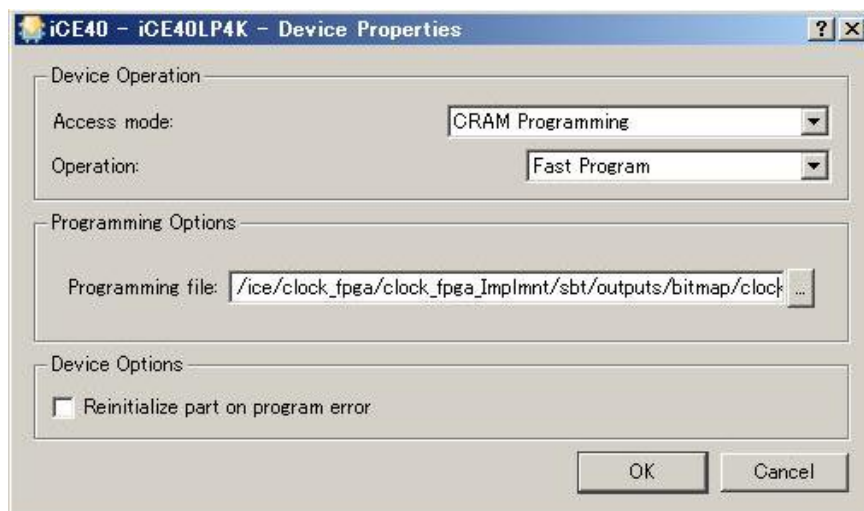 iCE40 - iCE40LP4K - Device Properties
Device Operation
Access mode: CRAM Programming
Operation: Fast Program
Programming Options
Programming file: /ice/clock_fpga/clock_fpga_Implmnt/sbt/outputs/bitmap/clock ...
Device Options
Reinitialize part on program error
OK Cancel